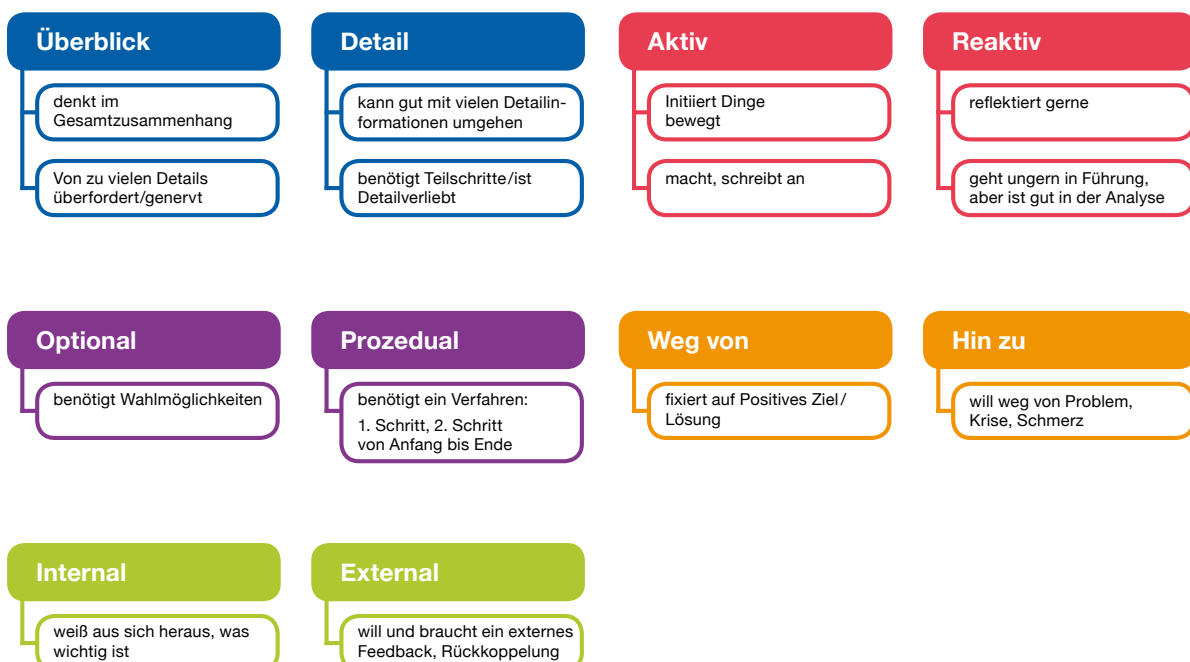 Überblick
denkt im
Gesamtzusammenhang
Von zu vielen Details
überfordert/genervt
Detail
kann gut mit vielen Detailin-
formationen umgehen
benötigt Teilschritte/ist
Detailverliebt
Aktiv
Initiiert Dinge
bewegt
macht, schreibt an
Reaktiv
reflektiert gerne
geht ungern in Führung,
aber ist gut in der Analyse
Optional
benötigt Wahlmöglichkeiten
Prozedual
benötigt ein Verfahren:
1. Schritt, 2. Schritt
von Anfang bis Ende
Weg von
fixiert auf Positives Ziel/
Lösung
Hin zu
will weg von Problem,
Krise, Schmerz
Internal
weiß aus sich heraus, was
wichtig ist
External
will und braucht ein externes
Feedback, Rückkoppelung